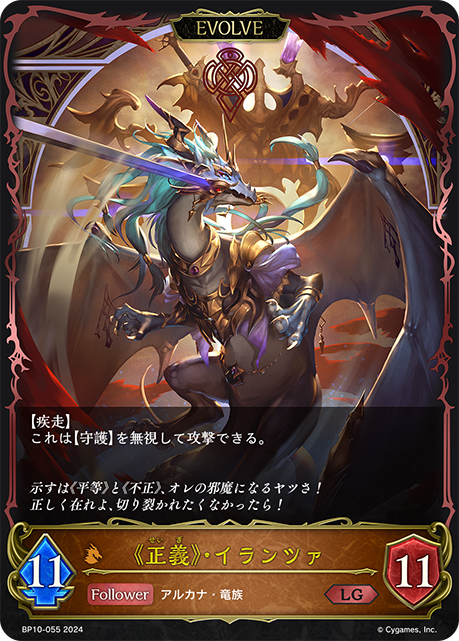 EVOLVE
【疾走】
これは【守護】を無視して攻撃できる。
示すは《平等》と《不正》、オレの邪魔になるヤツさ！
正しく在れよ、切り裂かれたくなかったら！
せいぎ
《正義》・イランツァ
11
Follower
アルカナ・竜族
LG
11
BP10-055 2024
© Cygames, Inc.